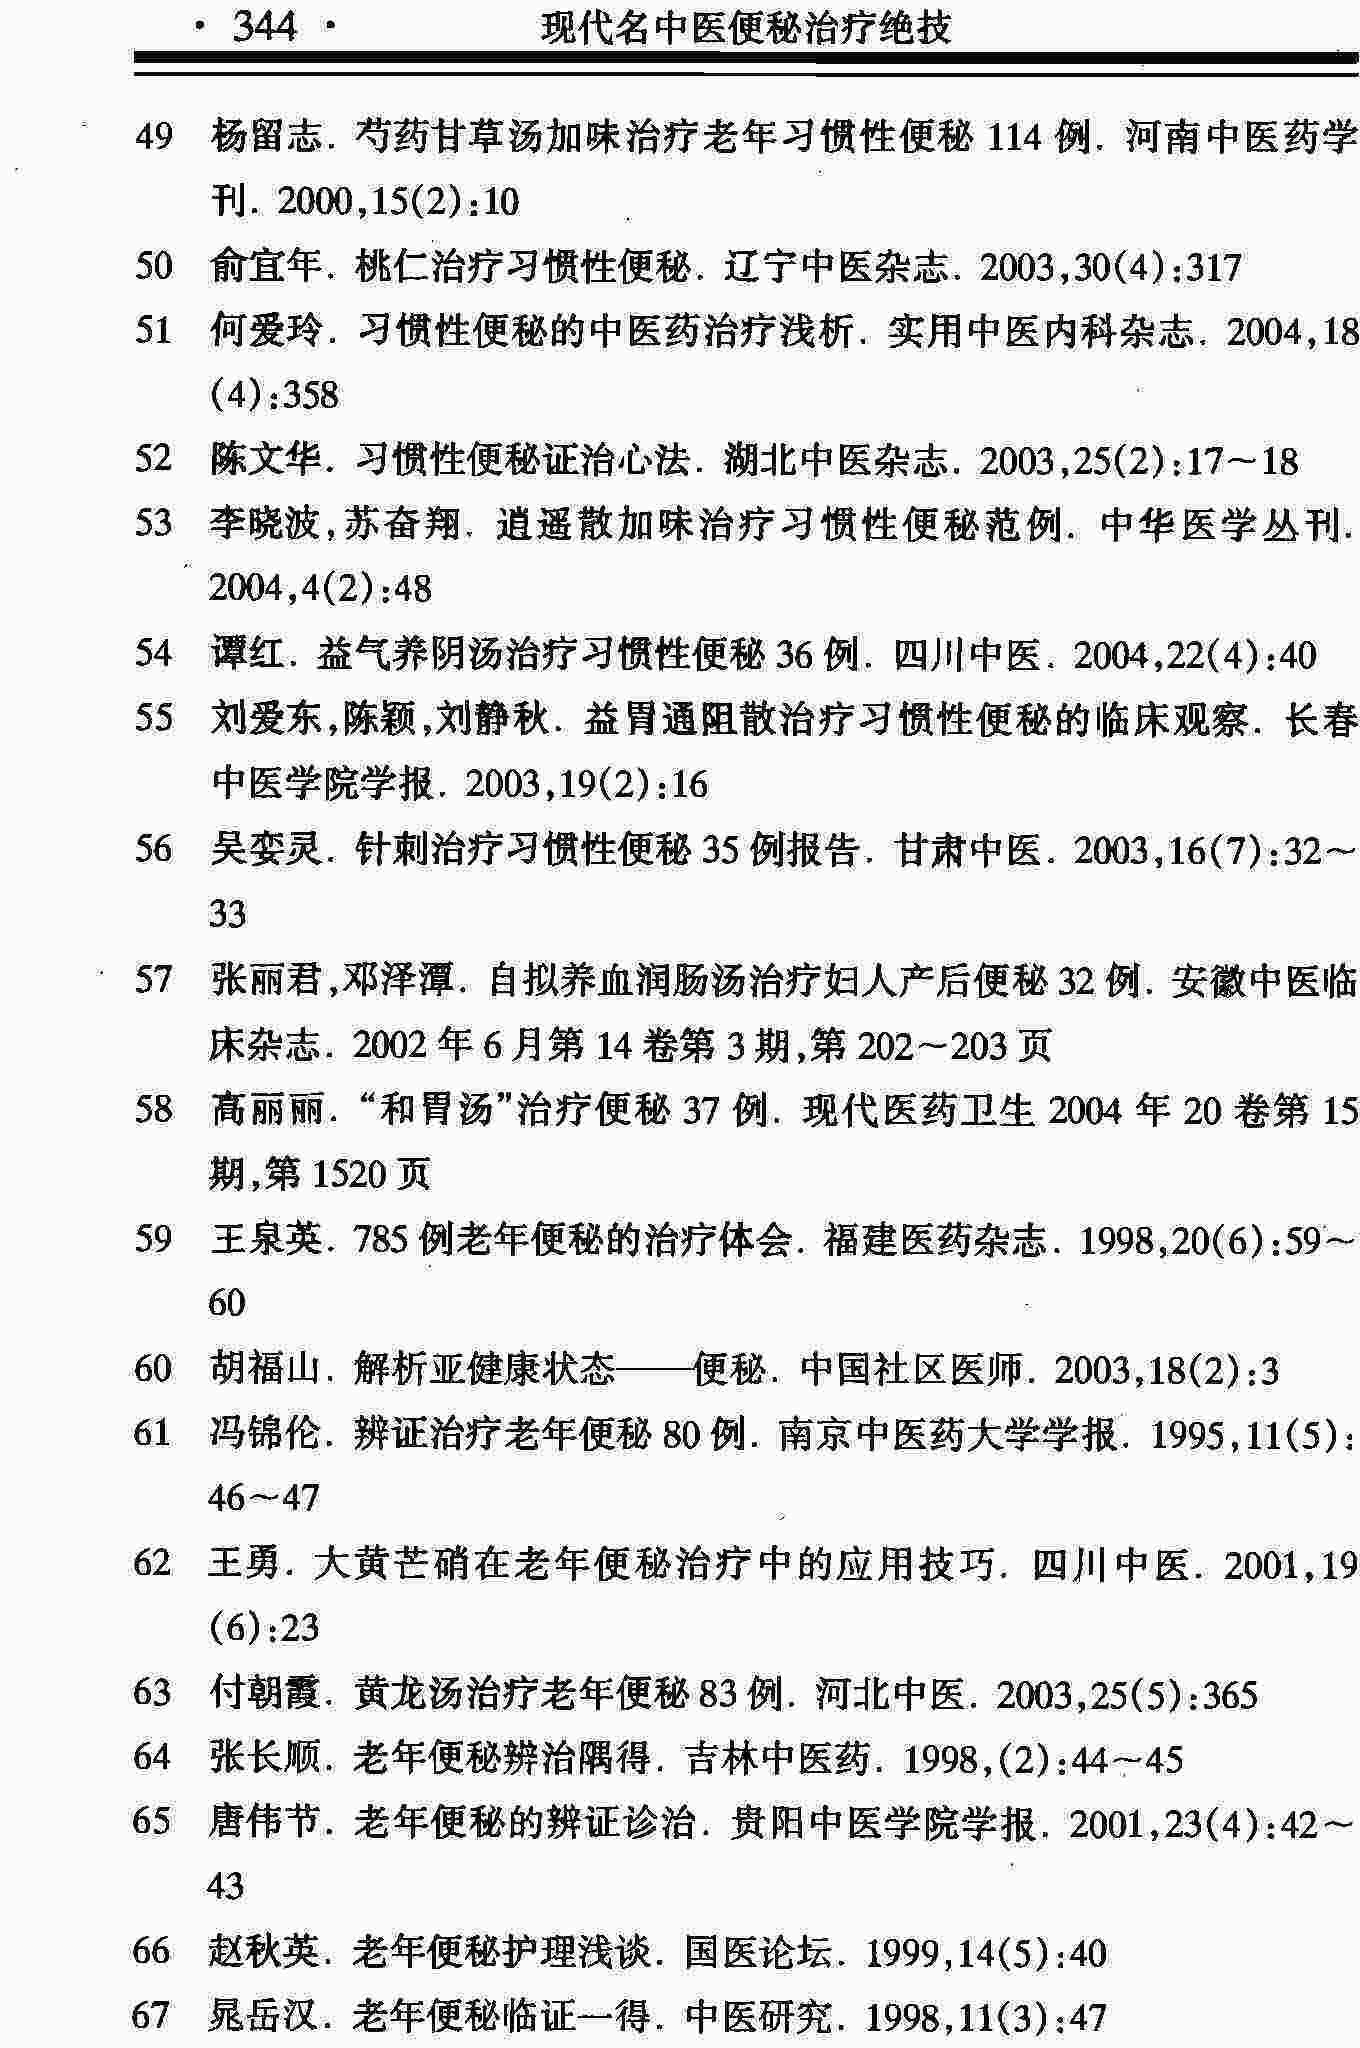 · 344 · 现代名中医便秘治疗绝技
49 杨留志. 芍药甘草汤加味治疗老年习惯性便秘 114 例. 河南中医药学
刊. 2000,15(2):10
50 俞宜年. 桃仁治疗习惯性便秘. 辽宁中医杂志. 2003,30(4):317
51 何爱玲. 习惯性便秘的中医药治疗浅析. 实用中医内科杂志. 2004,18
(4):358
52 陈文华. 习惯性便秘证治心法. 湖北中医杂志. 2003,25(2):17~18
53 李晓波,苏奋翔. 逍遥散加味治疗习惯性便秘范例. 中华医学丛刊.
2004,4(2):48
54 谭红. 益气养阴汤治疗习惯性便秘 36 例. 四川中医. 2004,22(4):40
55 刘爱东,陈颖,刘静秋. 益胃通阻散治疗习惯性便秘的临床观察. 长春
中医学院学报. 2003,19(2):16
56 吴娈灵. 针刺治疗习惯性便秘 35 例报告. 甘肃中医. 2003,16(7):32~
33
57 张丽君,邓泽潭. 自拟养血润肠汤治疗妇人产后便秘 32 例. 安徽中医临
床杂志. 2002 年 6 月第 14 卷第 3 期,第 202~203 页
58 高丽丽. “和胃汤”治疗便秘 37 例. 现代医药卫生 2004 年 20 卷第 15
期,第 1520 页
59 王泉英. 785 例老年便秘的治疗体会. 福建医药杂志. 1998,20(6):59~
60
60 胡福山. 解析亚健康状态——便秘. 中国社区医师. 2003,18(2):3
61 冯锦伦. 辨证治疗老年便秘 80 例. 南京中医药大学学报. 1995,11(5):
46~47
62 王勇. 大黄芒硝在老年便秘治疗中的应用技巧. 四川中医. 2001,19
(6):23
63 付朝霞. 黄龙汤治疗老年便秘 83 例. 河北中医. 2003,25(5):365
64 张长顺. 老年便秘辨治隅得. 吉林中医药. 1998,(2):44~45
65 唐伟节. 老年便秘的辨证诊治. 贵阳中医学院学报. 2001,23(4):42~
43
66 赵秋英. 老年便秘护理浅谈. 国医论坛. 1999,14(5):40
67 晁岳汉. 老年便秘临证一得. 中医研究. 1998,11(3):47